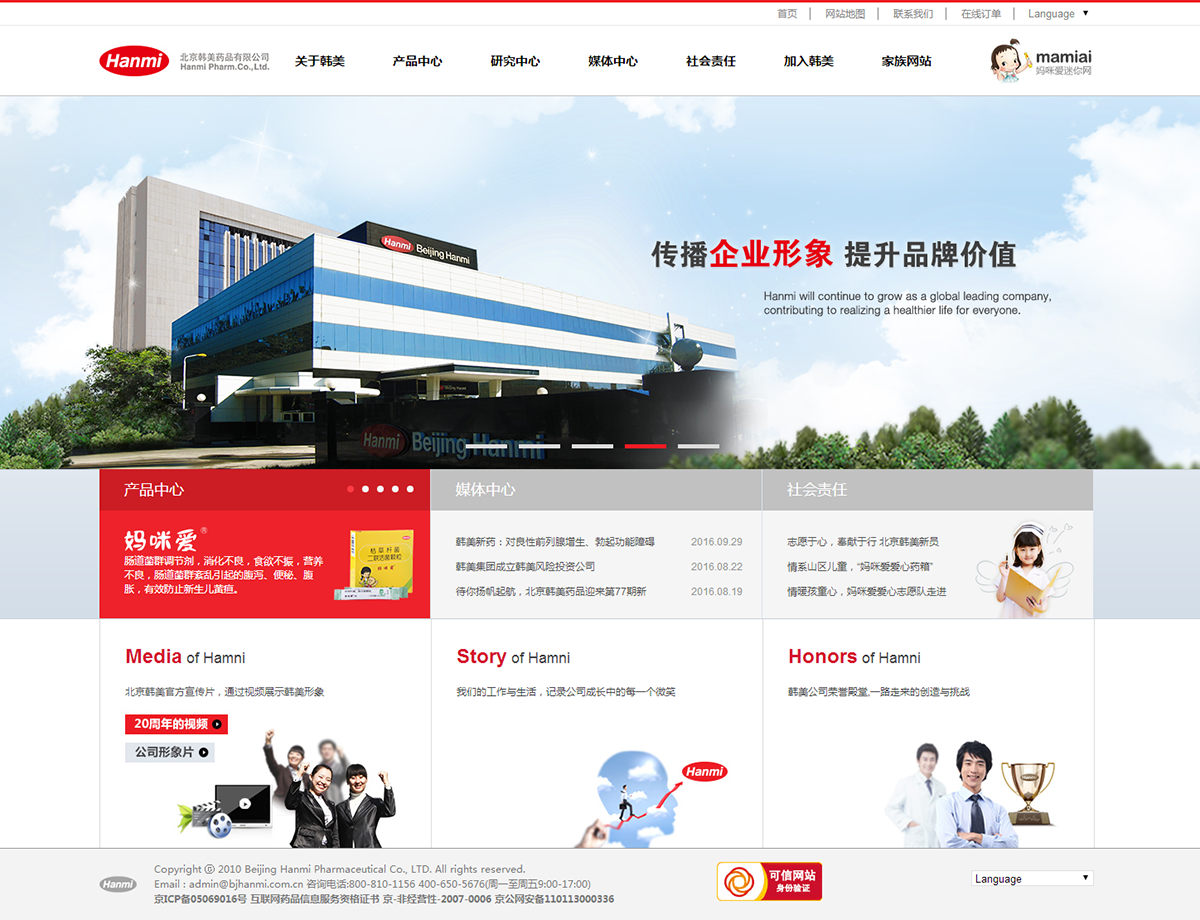 首页 | 网站地图 | 联系我们 | 在线订单 | Language ▼
Hanmi 北京韩美药品有限公司
Hanmi Pharm.Co.,Ltd.
关于韩美 产品中心 研究中心 媒体中心 社会责任 加入韩美 家族网站
mamiai
妈咪爱迷你网
Hanmi Beijing Hanmi
传播企业形象 提升品牌价值
Hanmi will continue to grow as a global leading company,
contributing to realizing a healthier life for everyone.
Hanmi Beijing Hanmi
产品中心
妈咪爱®
肠道菌群调节剂，消化不良，食欲不振，营养
不良，肠道菌群紊乱引起的腹泻、便秘、腹
胀，有效防止新生儿黄疸。
枯草杆菌
二联活菌颗粒
妈咪爱
媒体中心
韩美新药：对良性前列腺增生、勃起功能障碍 2016.09.29
韩美集团成立韩美风险投资公司 2016.08.22
待你扬帆起航，北京韩美药品迎来第77期新 2016.08.19
社会责任
志愿于心，奉献于行 北京韩美新员
情系山区儿童，“妈咪爱爱心药箱”
情暖孩童心，妈咪爱爱心志愿队走进
Media of Hamni
北京韩美官方宣传片，通过视频展示韩美形象
20周年的视频
公司形象片
Story of Hamni
我们的工作与生活，记录公司成长中的每一个微笑
Hanmi
Honors of Hamni
韩美公司荣誉殿堂,一路走来的创造与挑战
Hanmi
Copyright ⓒ 2010 Beijing Hanmi Pharmaceutical Co., LTD. All rights reserved.
Email : admin@bjhanmi.com.cn 咨询电话:800-810-1156 400-650-5676(周一至周五9:00-17:00)
京ICP备05069016号 互联网药品信息服务资格证书 京-非经营性-2007-0006 京公网安备110113000336
可信网站
身份验证
Language ▼